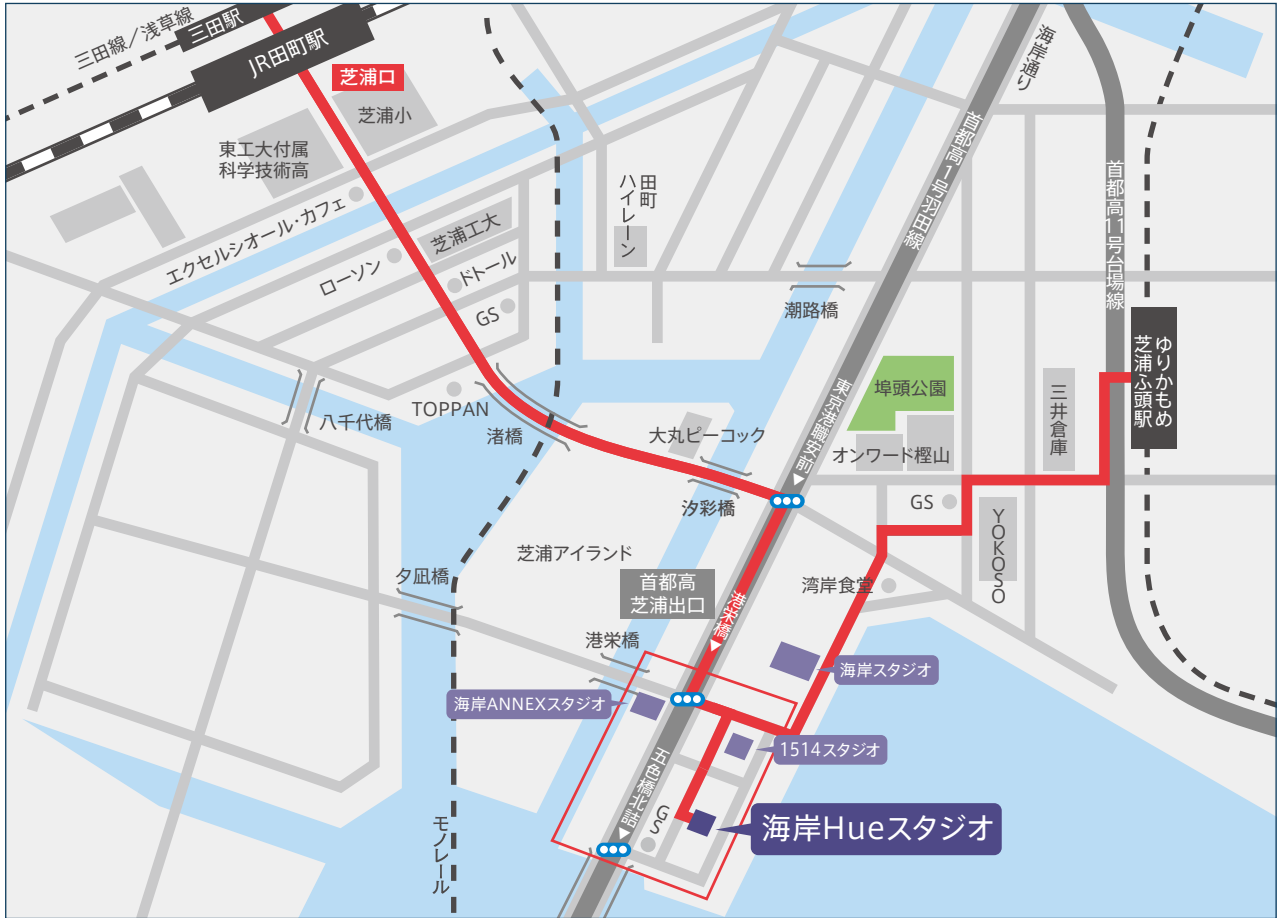 三田線／浅草線
三田駅
JR田町駅
芝浦口
芝浦小
東工大付属
科学技術高
エクセルシオール・カフェ
ローソン
芝浦工大
ドトール
GS
田町
ハイレーン
海岸通り
首都高1号羽田線
首都高11号台場線
潮路橋
ゆりかもめ
芝浦ふ頭駅
埠頭公園
三井倉庫
オンワード樫山
東京港職安前▼
八千代橋
TOPPAN
渚橋
大丸ピーコック
汐彩橋
GS
YOKOSO
芝浦アイランド
夕凪橋
首都高
芝浦出口
港栄橋▼
湾岸食堂
港栄橋
海岸スタジオ
海岸ANNEXスタジオ
1514スタジオ
五色橋北詰▼
GS
海岸Hueスタジオ
モノレール